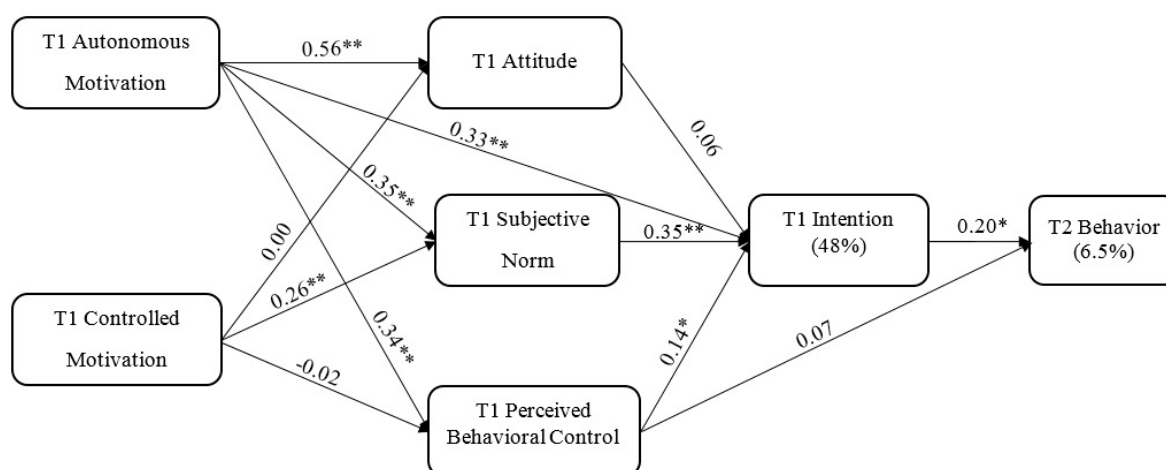 T1 Autonomous
Motivation
0.56**
T1 Attitude
0.33**
0.06
0.35**
0.00
T1 Subjective
Norm
0.35**
T1 Intention
(48%)
0.20*
T2 Behavior
(6.5%)
0.26**
T1 Controlled
Motivation
0.34**
-0.02
0.14*
0.07
T1 Perceived
Behavioral Control